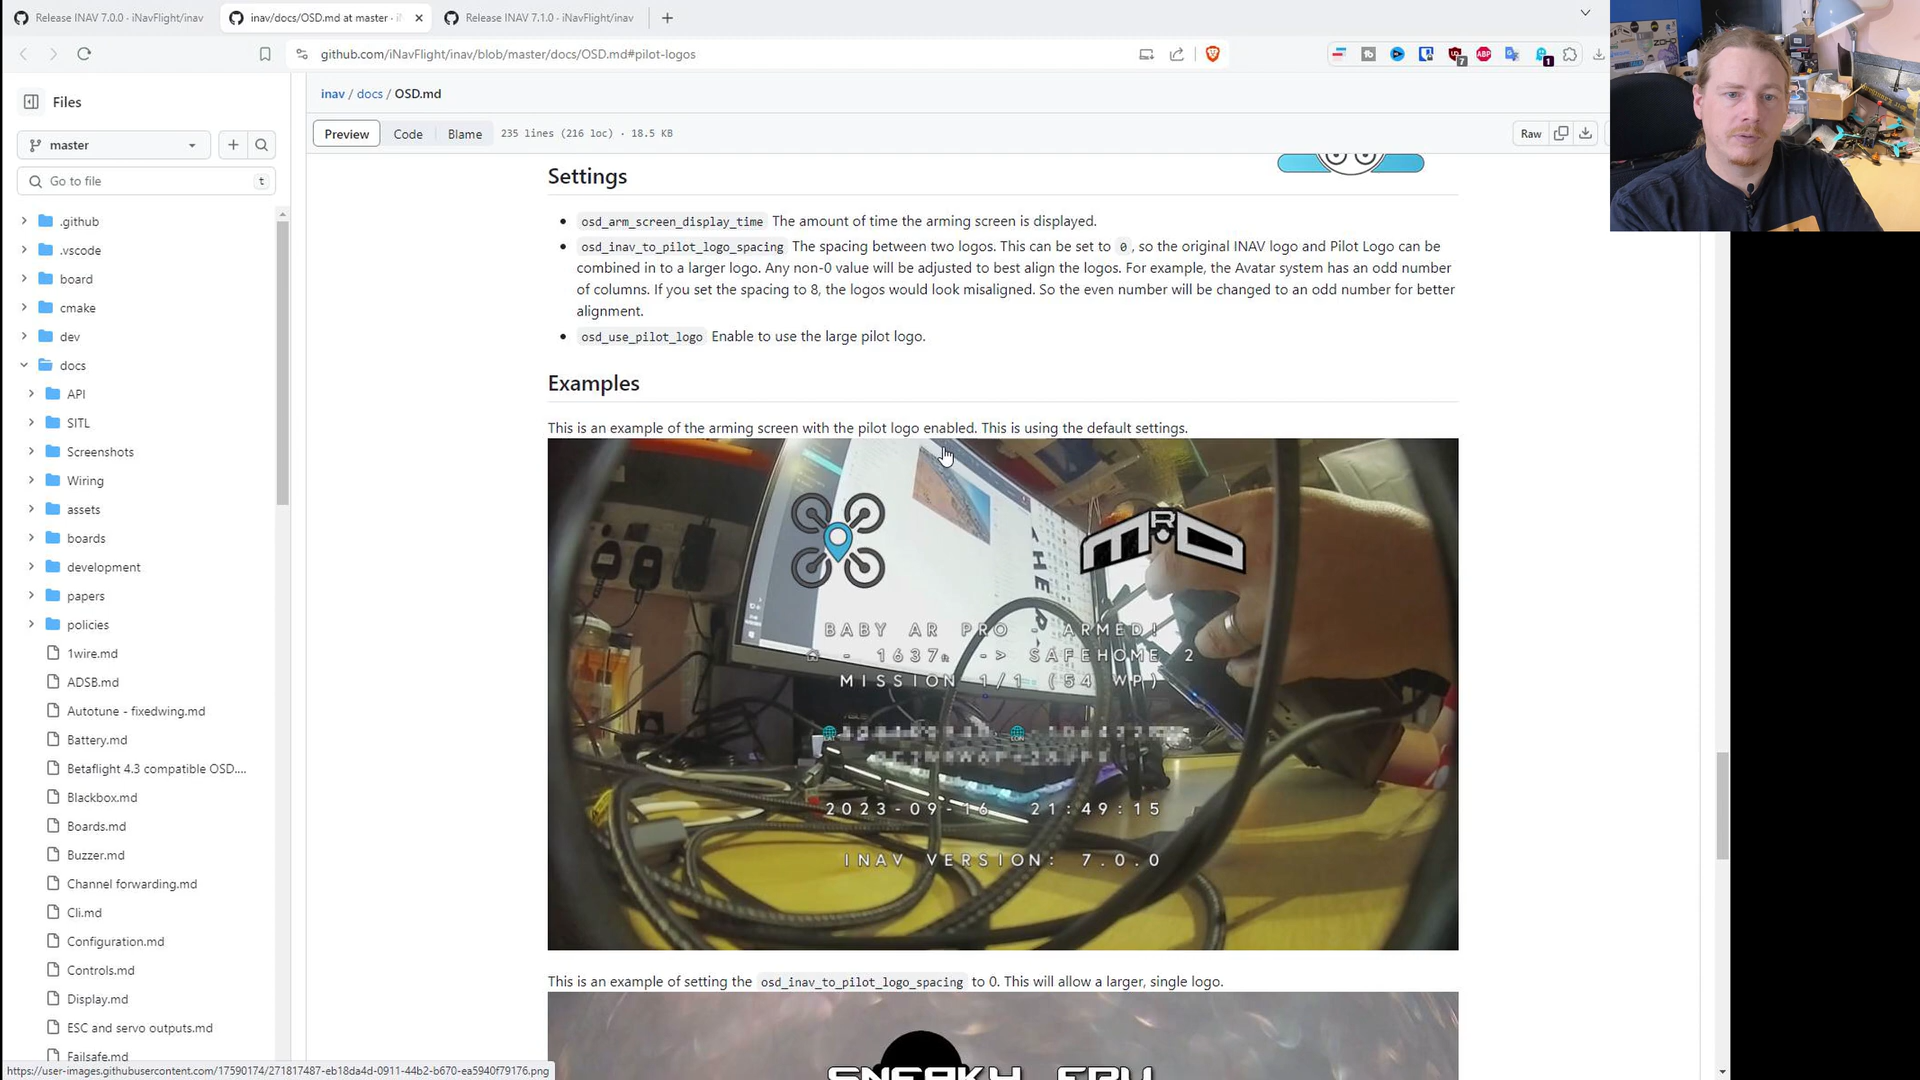 Release INAV 7.0.0 · iNavFlight/inav
inav/docs/OSD.md at master · i
Release INAV 7.1.0 · iNavFlight/inav
github.com/iNavFlight/inav/blob/master/docs/OSD.md#pilot-logos
7
ABP
1
Files
master
Go to file
t
.github
.vscode
board
cmake
dev
docs
API
SITL
Screenshots
Wiring
assets
boards
development
papers
policies
1wire.md
ADSB.md
Autotune - fixedwing.md
Battery.md
Betaflight 4.3 compatible OSD....
Blackbox.md
Boards.md
Buzzer.md
Channel forwarding.md
Cli.md
Configuration.md
Controls.md
Display.md
ESC and servo outputs.md
Failsafe.md
inav / docs / OSD.md
Preview
Code
Blame
235 lines (216 loc) · 18.5 KB
Raw
Settings
osd_arm_screen_display_time The amount of time the arming screen is displayed.
osd_inav_to_pilot_logo_spacing The spacing between two logos. This can be set to 0, so the original INAV logo and Pilot Logo can be
combined in to a larger logo. Any non-0 value will be adjusted to best align the logos. For example, the Avatar system has an odd number
of columns. If you set the spacing to 8, the logos would look misaligned. So the even number will be changed to an odd number for better
alignment.
osd_use_pilot_logo Enable to use the large pilot logo.
Examples
This is an example of the arming screen with the pilot logo enabled. This is using the default settings.
MRD
BABY AR PRO - ARMED!
- 1637 -> SAFEHOME 2
MISSION 1/1 (54 WP)
2023-09-16 21:49:15
INAV VERSION: 7.0.0
This is an example of setting the osd_inav_to_pilot_logo_spacing to 0. This will allow a larger, single logo.
SNEAKY FPV
https://user-images.githubusercontent.com/17590174/271817487-eb18da4d-0911-44b2-b670-ea5940f79176.png